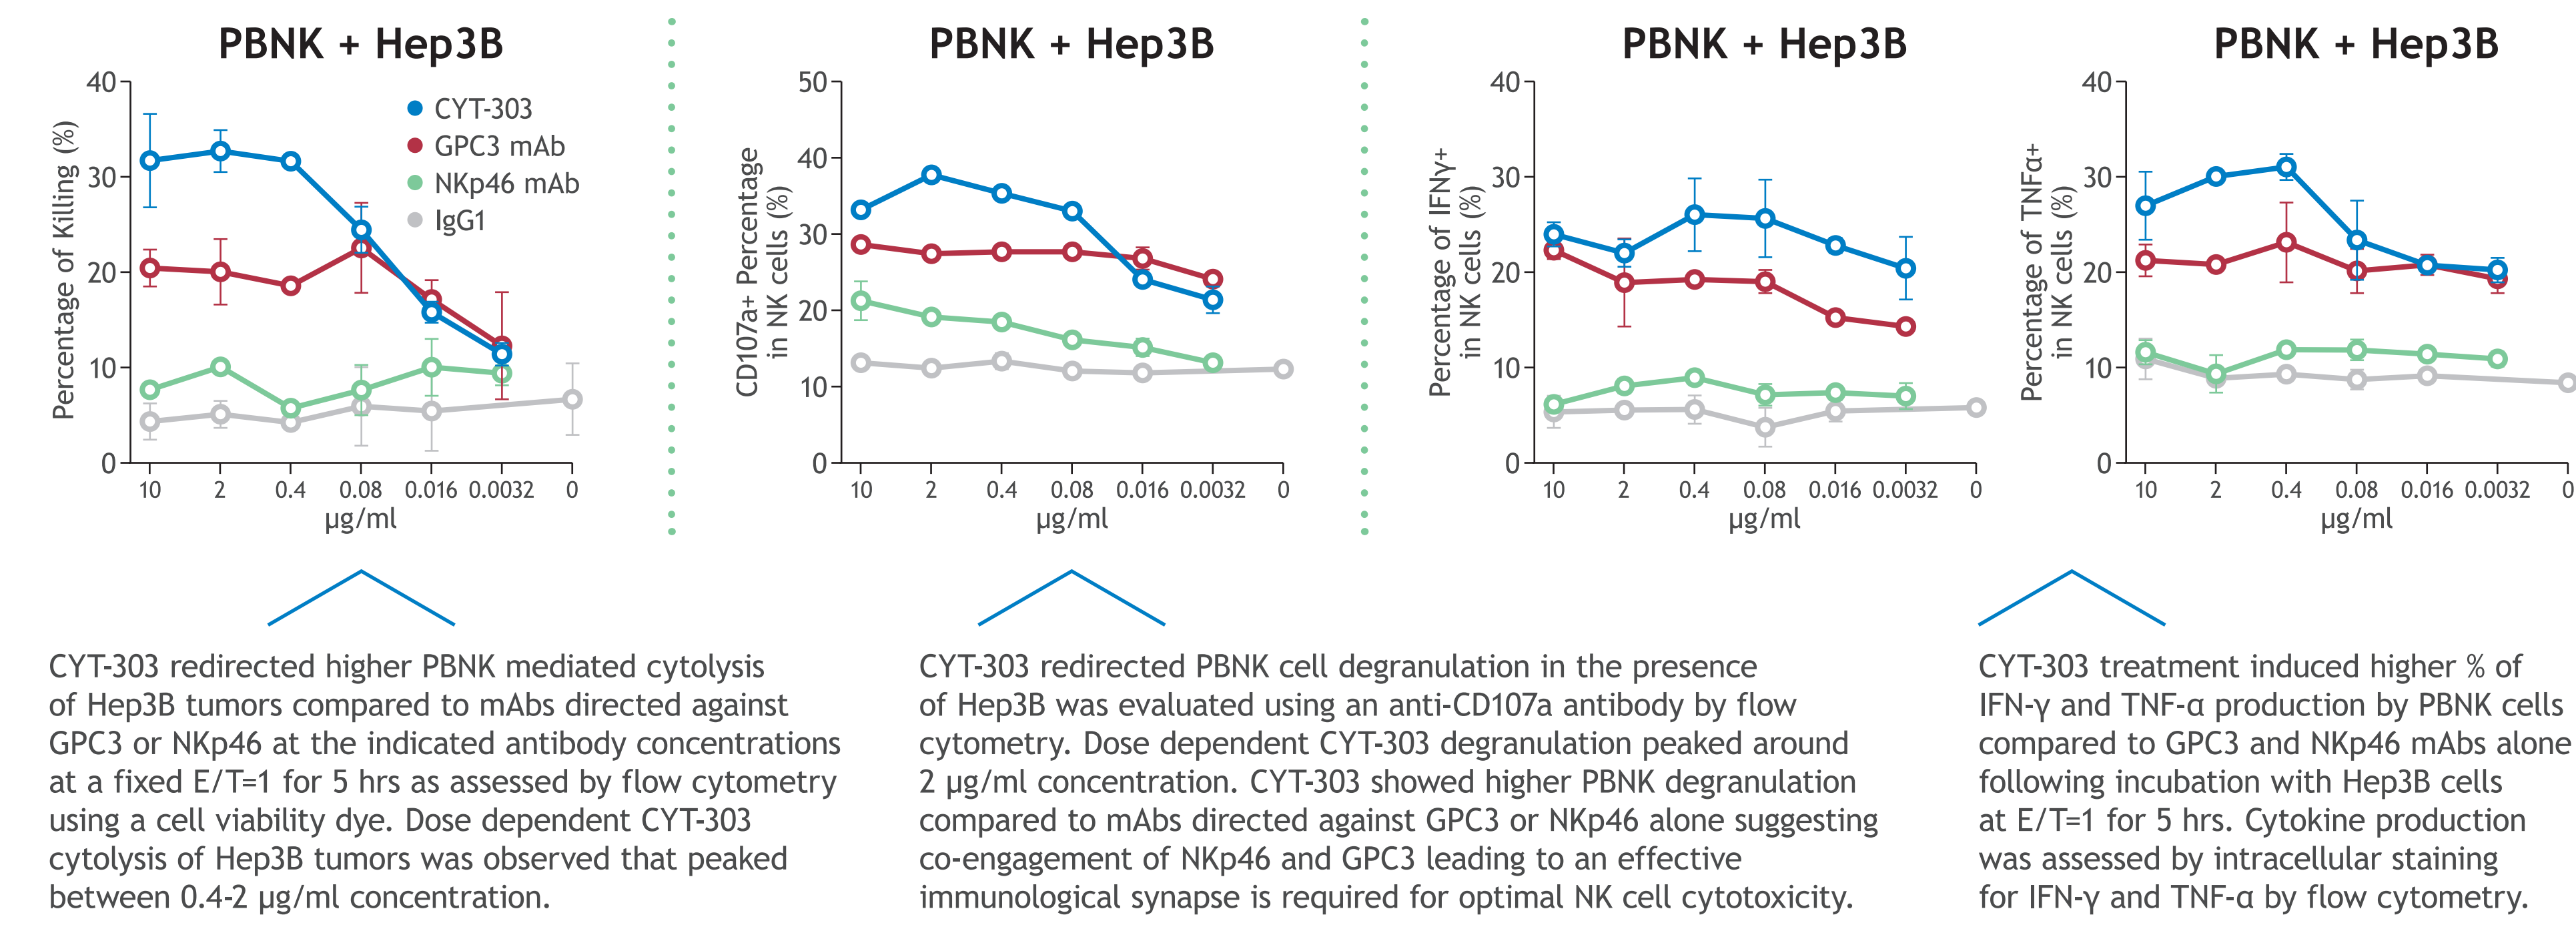 PBNK + Hep3B
40
30
20
10
0
Percentage of Killing (%)
CYT-303
GPC3 mAb
NKp46 mAb
IgG1
10 2 0.4 0.08 0.016 0.0032 0
µg/ml
PBNK + Hep3B
50
40
30
20
10
0
CD107a+ Percentage
in NK cells (%)
10 2 0.4 0.08 0.016 0.0032 0
µg/ml
PBNK + Hep3B
40
30
20
10
0
Percentage of IFNγ+
in NK cells (%)
10 2 0.4 0.08 0.016 0.0032 0
µg/ml
PBNK + Hep3B
40
30
20
10
0
Percentage of TNFα+
in NK cells (%)
10 2 0.4 0.08 0.016 0.0032 0
µg/ml
CYT-303 redirected higher PBNK mediated cytolysis
of Hep3B tumors compared to mAbs directed against
GPC3 or NKp46 at the indicated antibody concentrations
at a fixed E/T=1 for 5 hrs as assessed by flow cytometry
using a cell viability dye. Dose dependent CYT-303
cytolysis of Hep3B tumors was observed that peaked
between 0.4-2 µg/ml concentration.
CYT-303 redirected PBNK cell degranulation in the presence
of Hep3B was evaluated using an anti-CD107a antibody by flow
cytometry. Dose dependent CYT-303 degranulation peaked around
2 µg/ml concentration. CYT-303 showed higher PBNK degranulation
compared to mAbs directed against GPC3 or NKp46 alone suggesting
co-engagement of NKp46 and GPC3 leading to an effective
immunological synapse is required for optimal NK cell cytotoxicity.
CYT-303 treatment induced higher % of
IFN-γ and TNF-α production by PBNK cells
compared to GPC3 and NKp46 mAbs alone
following incubation with Hep3B cells
at E/T=1 for 5 hrs. Cytokine production
was assessed by intracellular staining
for IFN-γ and TNF-α by flow cytometry.